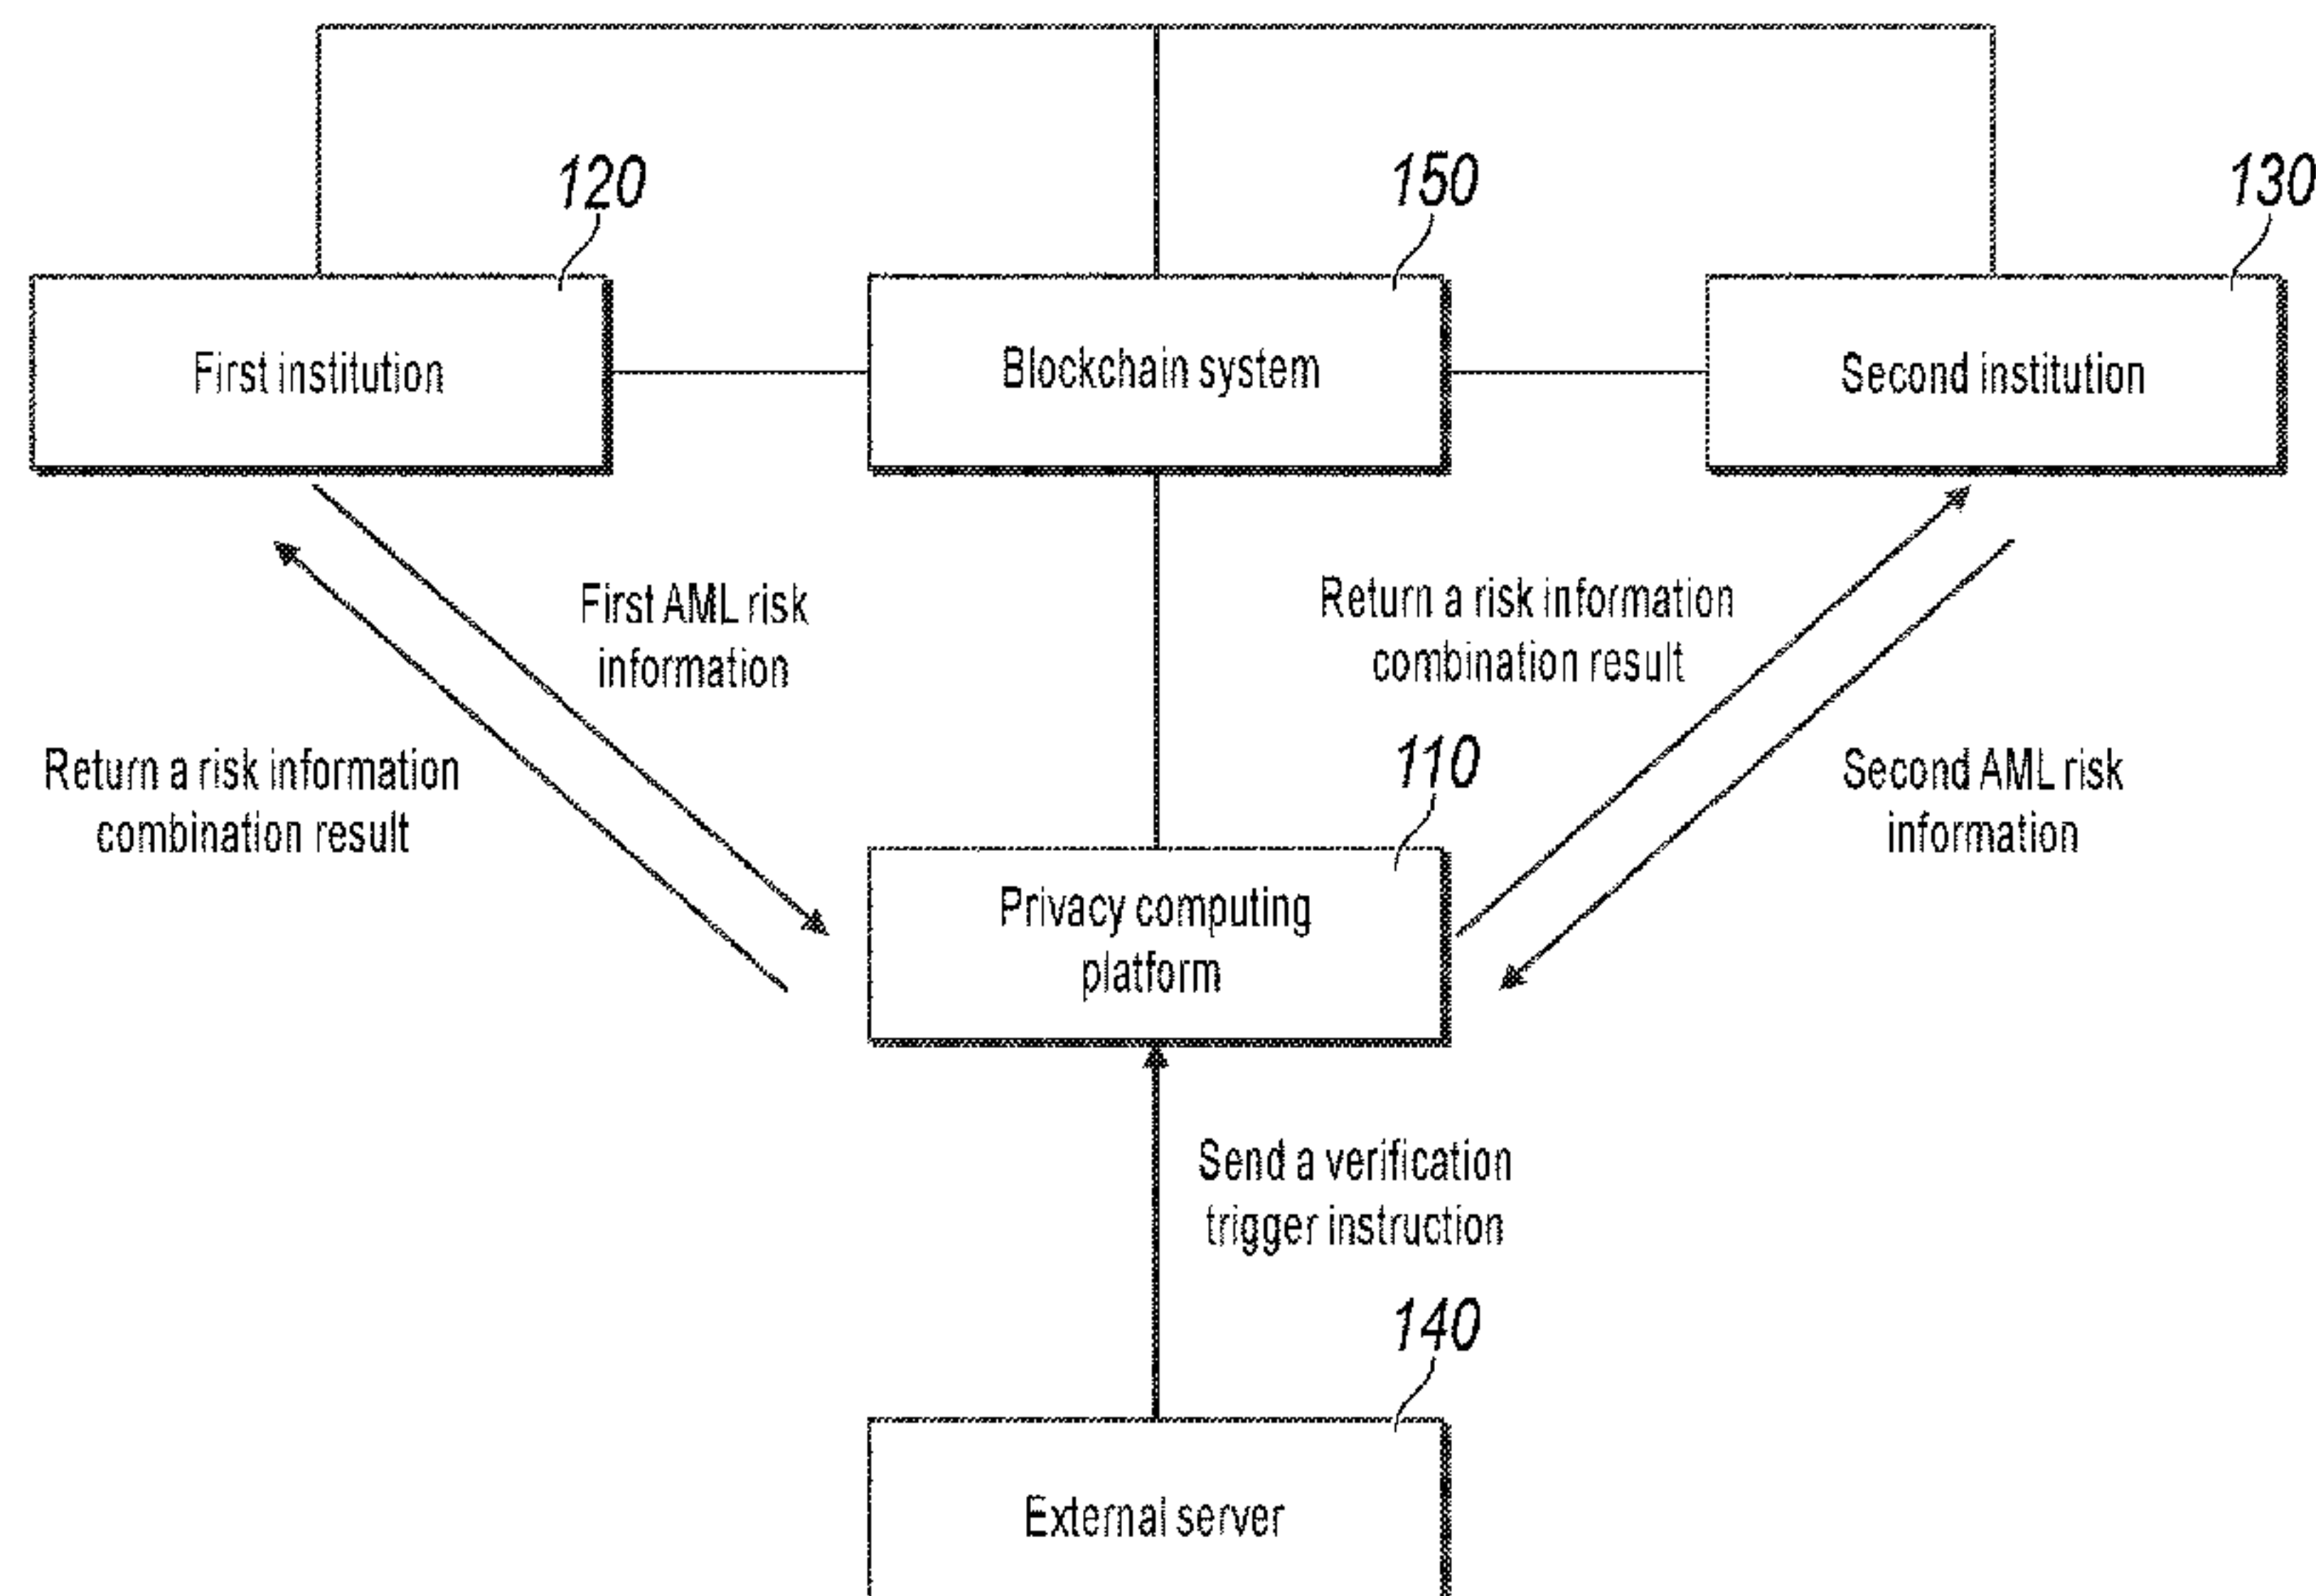 120
150
130
First institution
Blockchain system
Second institution
First AML risk
information
Return a risk information
combination result
Return a risk information
combination result
110
Second AML risk
information
Privacy computing
platform
Send a verification
trigger instruction
140
External server